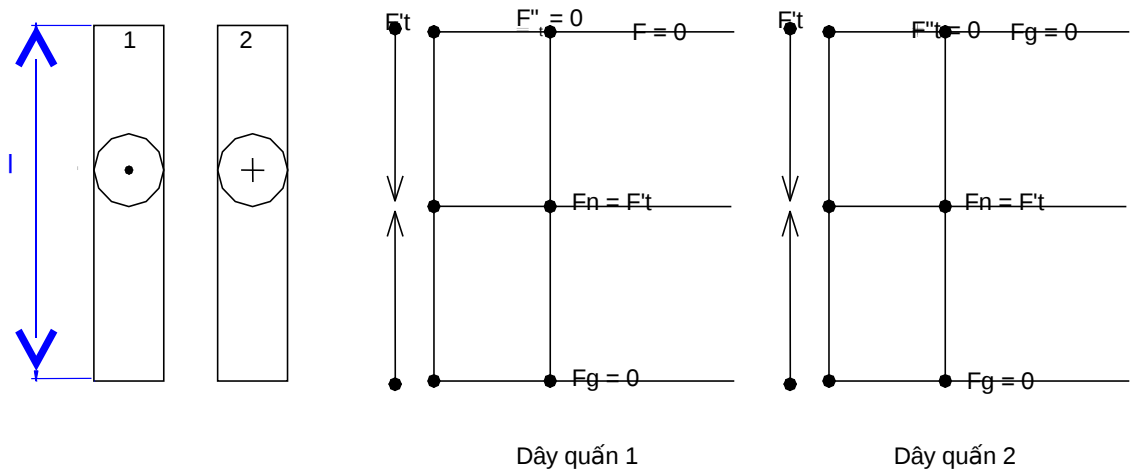 1
2
l
F't
F"t = 0
F = 0
Fn = F't
Fg = 0
Dây quấn 1
F't
F"t = 0
Fg = 0
Fn = F't
Fg = 0
Dây quấn 2